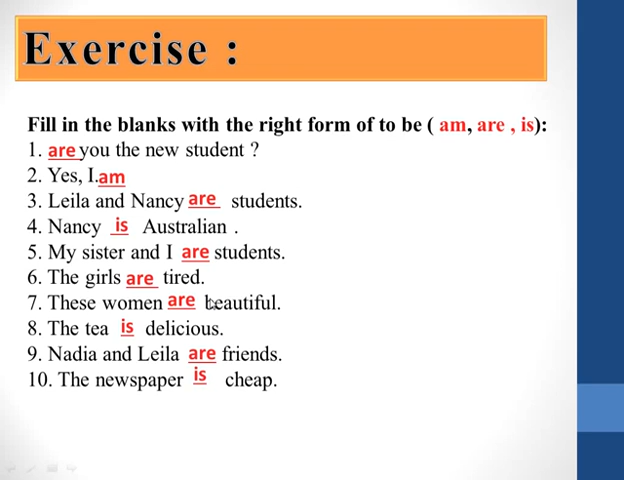 Exercise :
Fill in the blanks with the right form of to be ( am, are , is):
1. are you the new student ?
2. Yes, I.am
3. Leila and Nancy are students.
4. Nancy is Australian .
5. My sister and I are students.
6. The girls are tired.
7. These women are beautiful.
8. The tea is delicious.
9. Nadia and Leila are friends.
10. The newspaper is cheap.